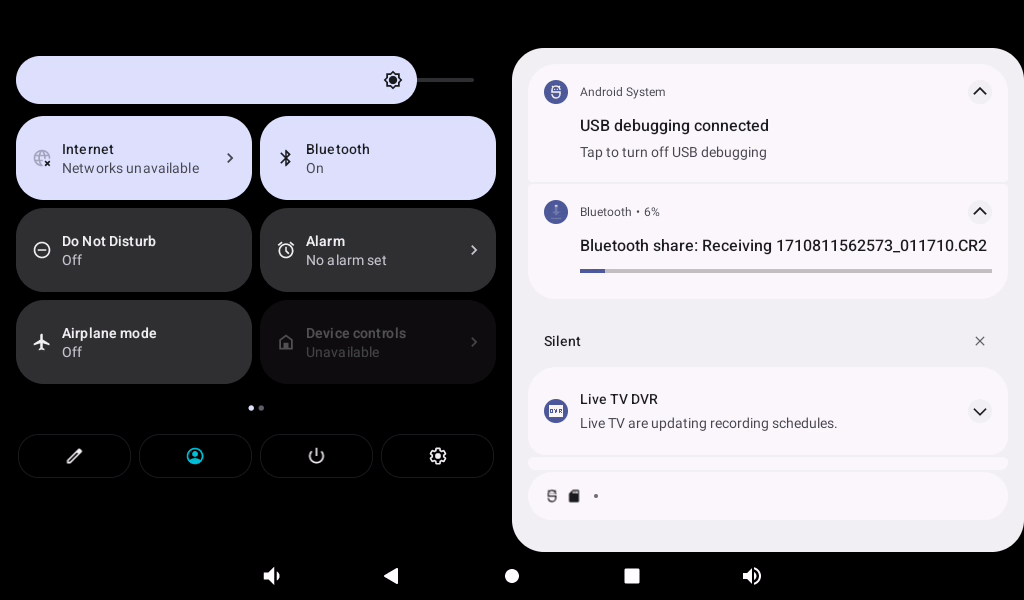 Internet
Networks unavailable
Bluetooth
On
Do Not Disturb
Off
Alarm
No alarm set
Airplane mode
Off
Device controls
Unavailable
Android System
USB debugging connected
Tap to turn off USB debugging
Bluetooth • 6%
Bluetooth share: Receiving 1710811562573_011710.CR2
Silent
DVR
Live TV DVR
Live TV are updating recording schedules.